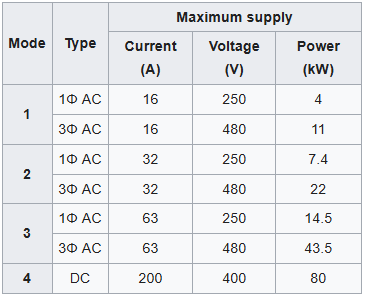 Mode Type Maximum supply
Current (A) Voltage (V) Power (kW)
1 1Φ AC 16 250 4
3Φ AC 16 480 11
2 1Φ AC 32 250 7.4
3Φ AC 32 480 22
3 1Φ AC 63 250 14.5
3Φ AC 63 480 43.5
4 DC 200 400 80